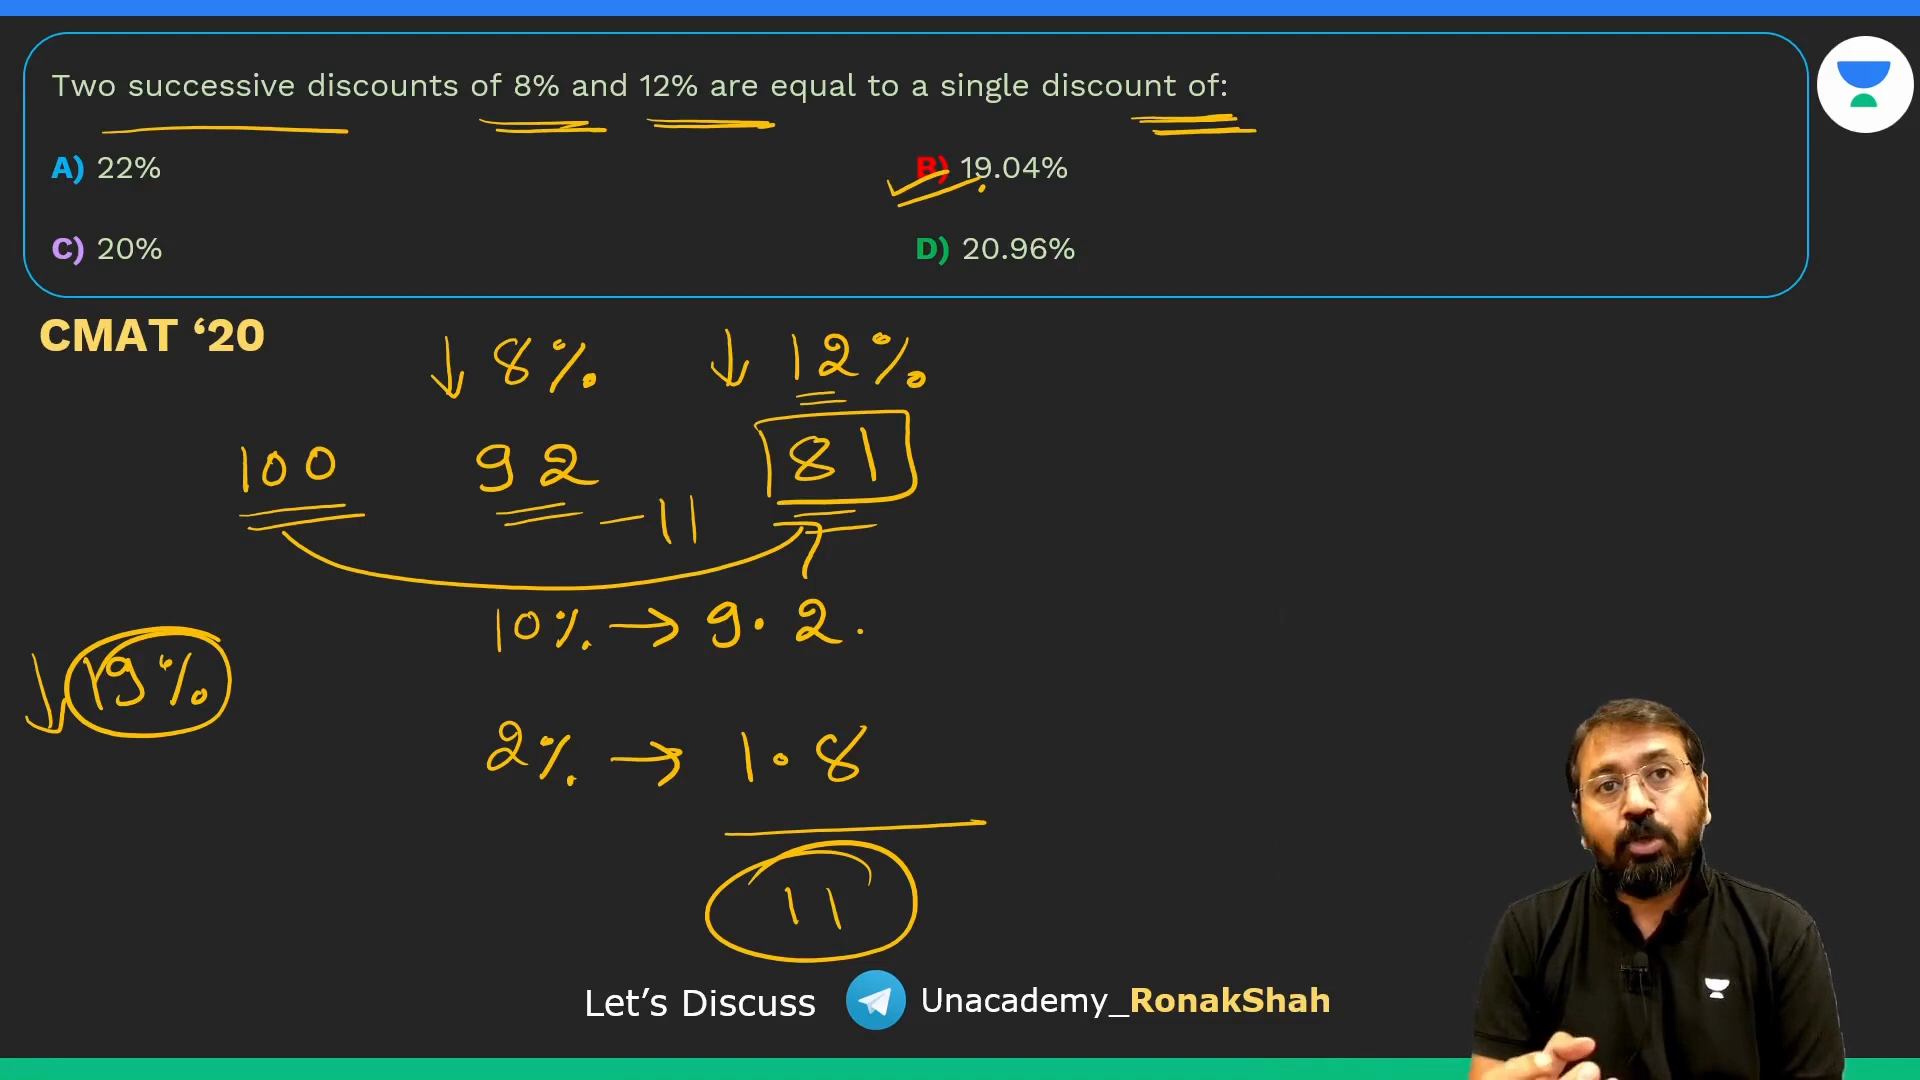 Two successive discounts of 8% and 12% are equal to a single discount of:
A) 22%
B) 19.04%
C) 20%
D) 20.96%
CMAT ‘20
↓ 8% ↓ 12%
100 92 -11 81
10% → 9.2
↓ 19%
2% → 1.8
11
Let’s Discuss Unacademy_RonakShah